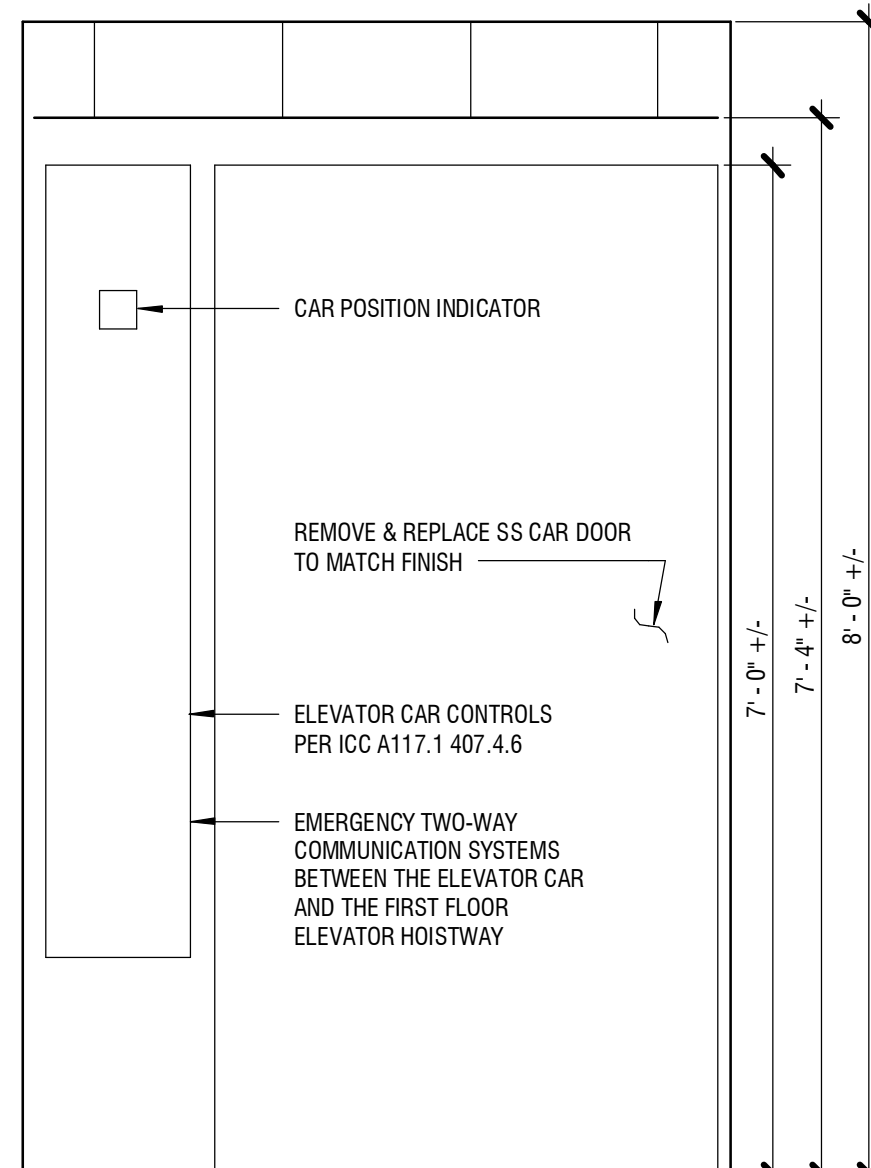 CAR POSITION INDICATOR
REMOVE & REPLACE SS CAR DOOR
TO MATCH FINISH
ELEVATOR CAR CONTROLS
PER ICC A117.1 407.4.6
EMERGENCY TWO-WAY
COMMUNICATION SYSTEMS
BETWEEN THE ELEVATOR CAR
AND THE FIRST FLOOR
ELEVATOR HOISTWAY
7' - 0" +/-
7' - 4" +/-
8' - 0" +/-